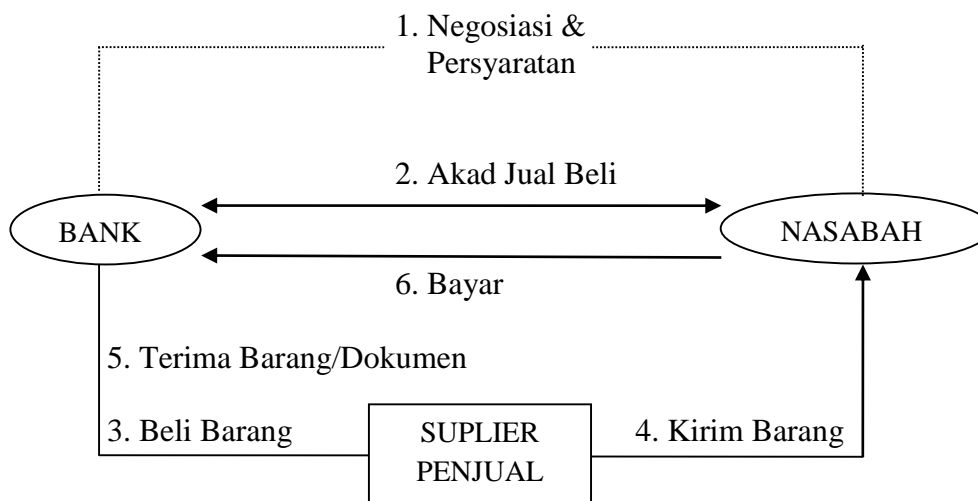 1. Negosiasi &
Persyaratan
2. Akad Jual Beli
BANK
NASABAH
6. Bayar
5. Terima Barang/Dokumen
3. Beli Barang
SUPLIER
PENJUAL
4. Kirim Barang